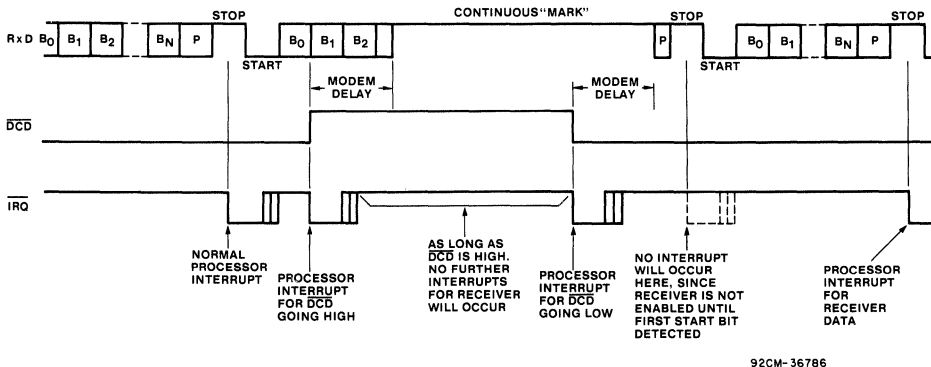 CONTINUOUS "MARK"
STOP
STOP
STOP
RxD B0 B1 B2 BN P B0 B1 B2 P B0 B1 BN P
START
START
MODEM
DELAY
MODEM
DELAY
DCD
IRQ
NORMAL
PROCESSOR
INTERRUPT
PROCESSOR
INTERRUPT
FOR DCD
GOING HIGH
AS LONG AS
DCD IS HIGH.
NO FURTHER
INTERRUPTS
FOR RECEIVER
WILL OCCUR
PROCESSOR
INTERRUPT
FOR DCD
GOING LOW
NO INTERRUPT
WILL OCCUR
HERE, SINCE
RECEIVER IS NOT
ENABLED UNTIL
FIRST START BIT
DETECTED
PROCESSOR
INTERRUPT
FOR
RECEIVER
DATA
92CM-36786